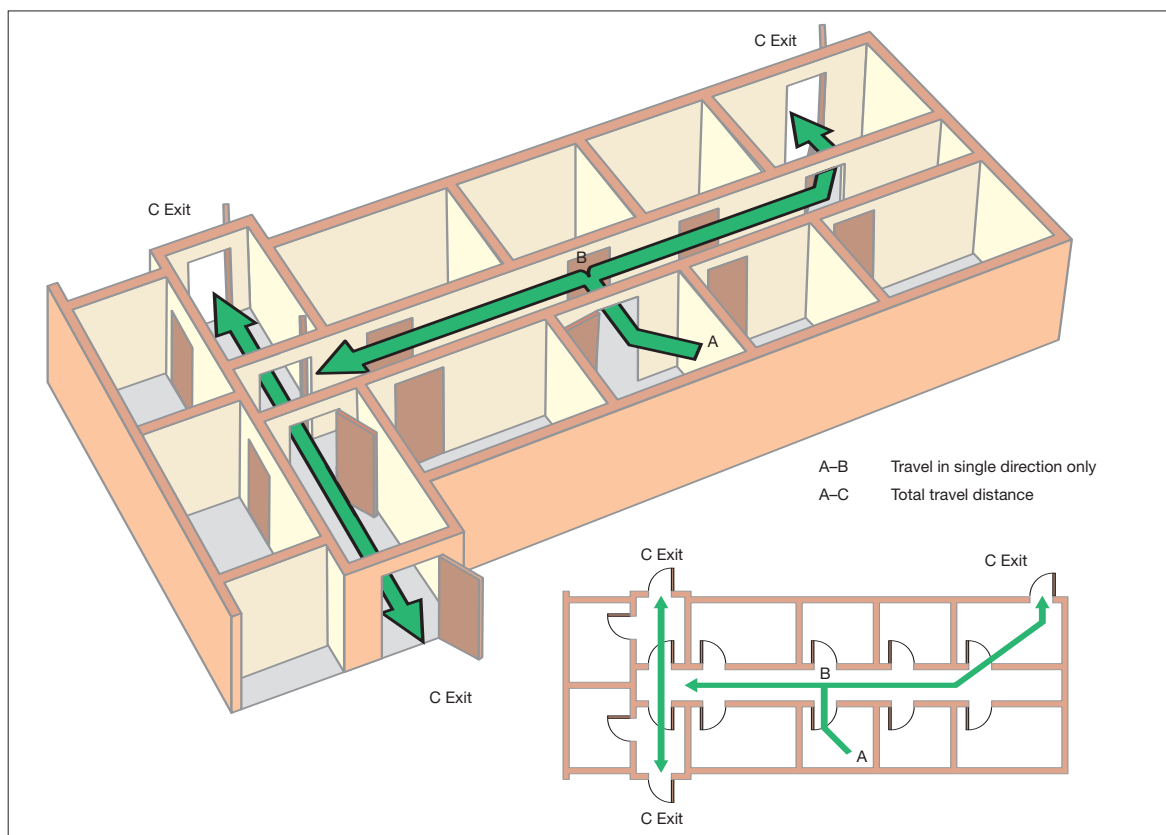 C Exit
C Exit
B
A
A–B Travel in single direction only
A–C Total travel distance
C Exit
C Exit
C Exit
B
A
C Exit